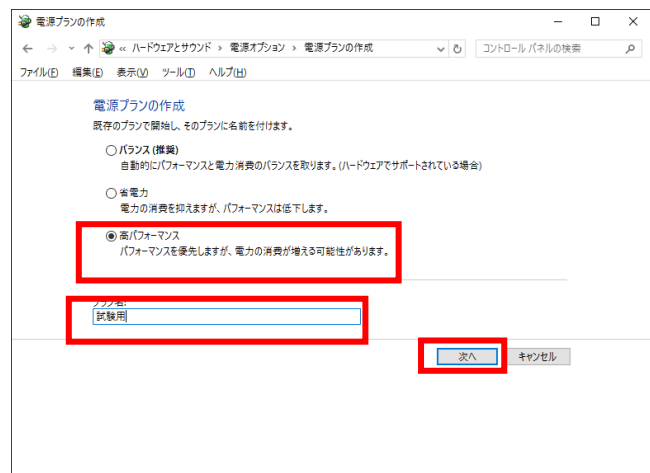 電源プランの作成
« ハードウェアとサウンド › 電源オプション › 電源プランの作成
コントロール パネルの検索
ファイル(F) 編集(E) 表示(V) ツール(T) ヘルプ(H)
電源プランの作成
既存のプランで開始し、そのプランに名前を付けます。
バランス (推奨)
自動的にパフォーマンスと電力消費のバランスを取ります。(ハードウェアでサポートされている場合)
省電力
電力の消費を抑えますが、パフォーマンスは低下します。
高パフォーマンス
パフォーマンスを優先しますが、電力の消費が増える可能性があります。
プラン名:
試験用
次へ キャンセル